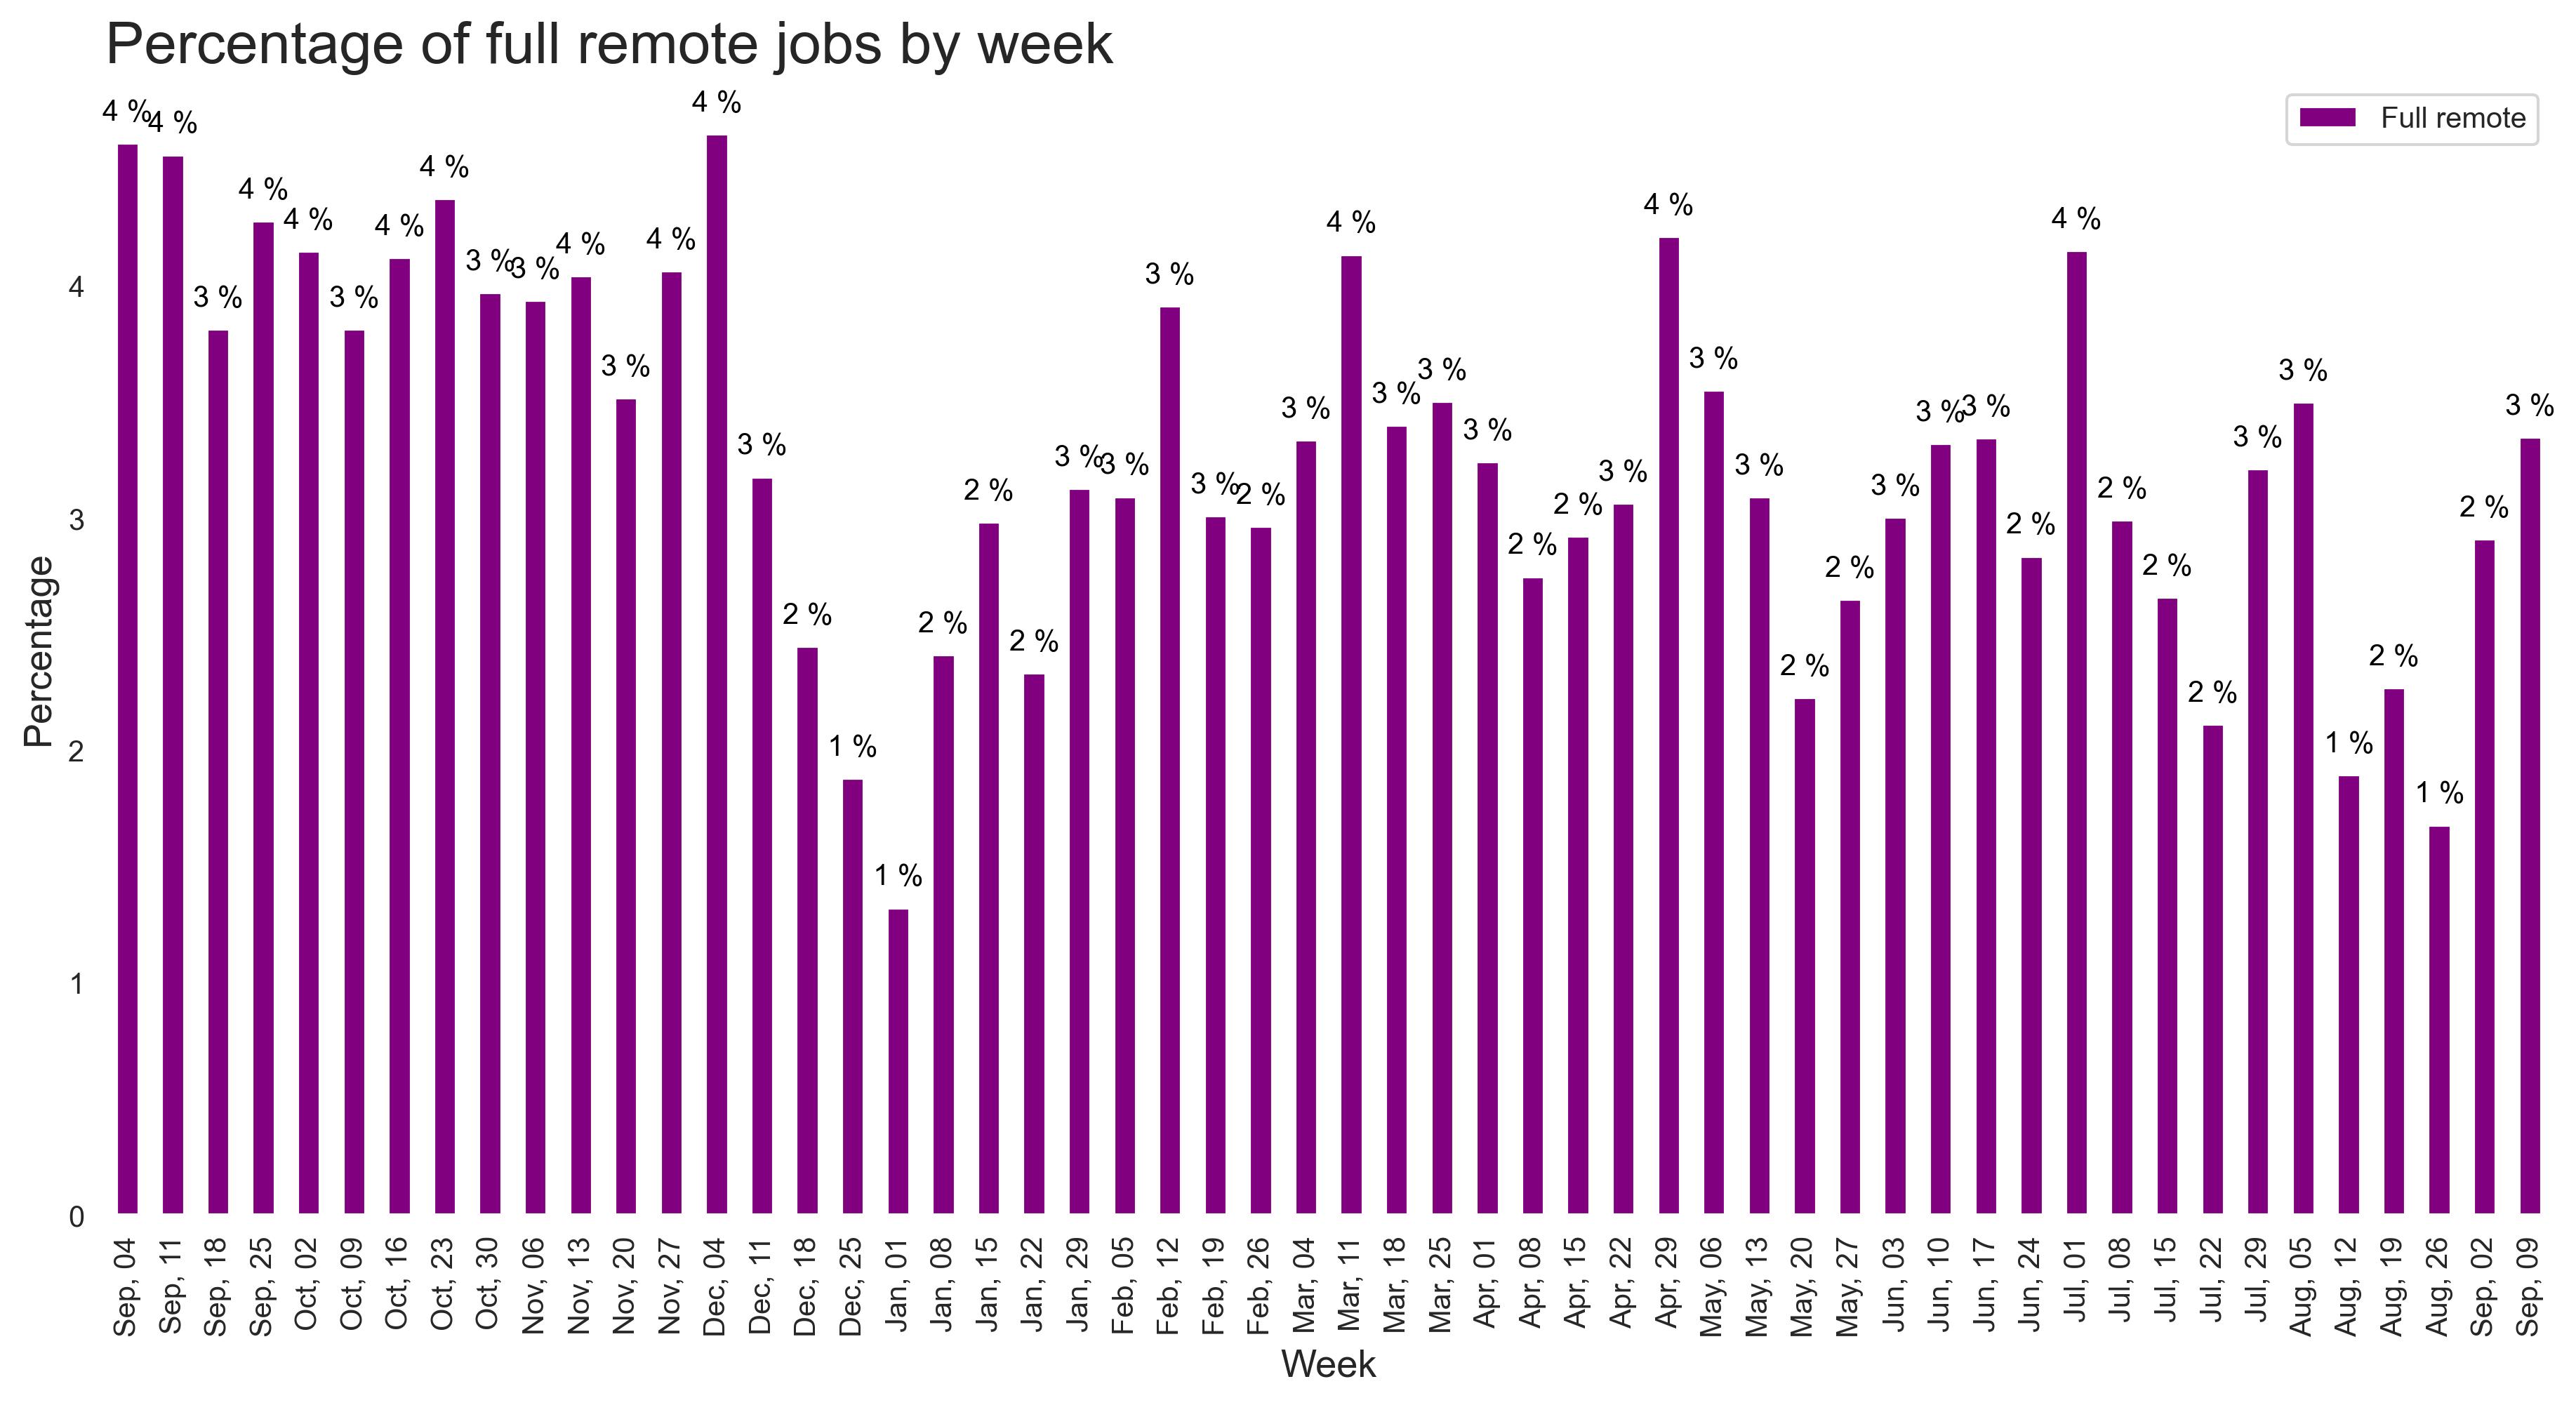 Percentage of full remote jobs by week
Full remote
4 %
4 %
3 %
4 %
4 %
3 %
4 %
4 %
3 %
3 %
4 %
3 %
4 %
4 %
3 %
2 %
1 %
1 %
2 %
2 %
2 %
3 %
3 %
3 %
3 %
2 %
3 %
4 %
3 %
3 %
3 %
2 %
2 %
3 %
4 %
3 %
3 %
2 %
2 %
3 %
3 %
3 %
2 %
4 %
2 %
2 %
2 %
3 %
3 %
1 %
2 %
1 %
2 %
3 %
Percentage
4
3
2
1
0
Sep, 04
Sep, 11
Sep, 18
Sep, 25
Oct, 02
Oct, 09
Oct, 16
Oct, 23
Oct, 30
Nov, 06
Nov, 13
Nov, 20
Nov, 27
Dec, 04
Dec, 11
Dec, 18
Dec, 25
Jan, 01
Jan, 08
Jan, 15
Jan, 22
Jan, 29
Feb, 05
Feb, 12
Feb, 19
Feb, 26
Mar, 04
Mar, 11
Mar, 18
Mar, 25
Apr, 01
Apr, 08
Apr, 15
Apr, 22
Apr, 29
May, 06
May, 13
May, 20
May, 27
Jun, 03
Jun, 10
Jun, 17
Jun, 24
Jul, 01
Jul, 08
Jul, 15
Jul, 22
Jul, 29
Aug, 05
Aug, 12
Aug, 19
Aug, 26
Sep, 02
Sep, 09
Week